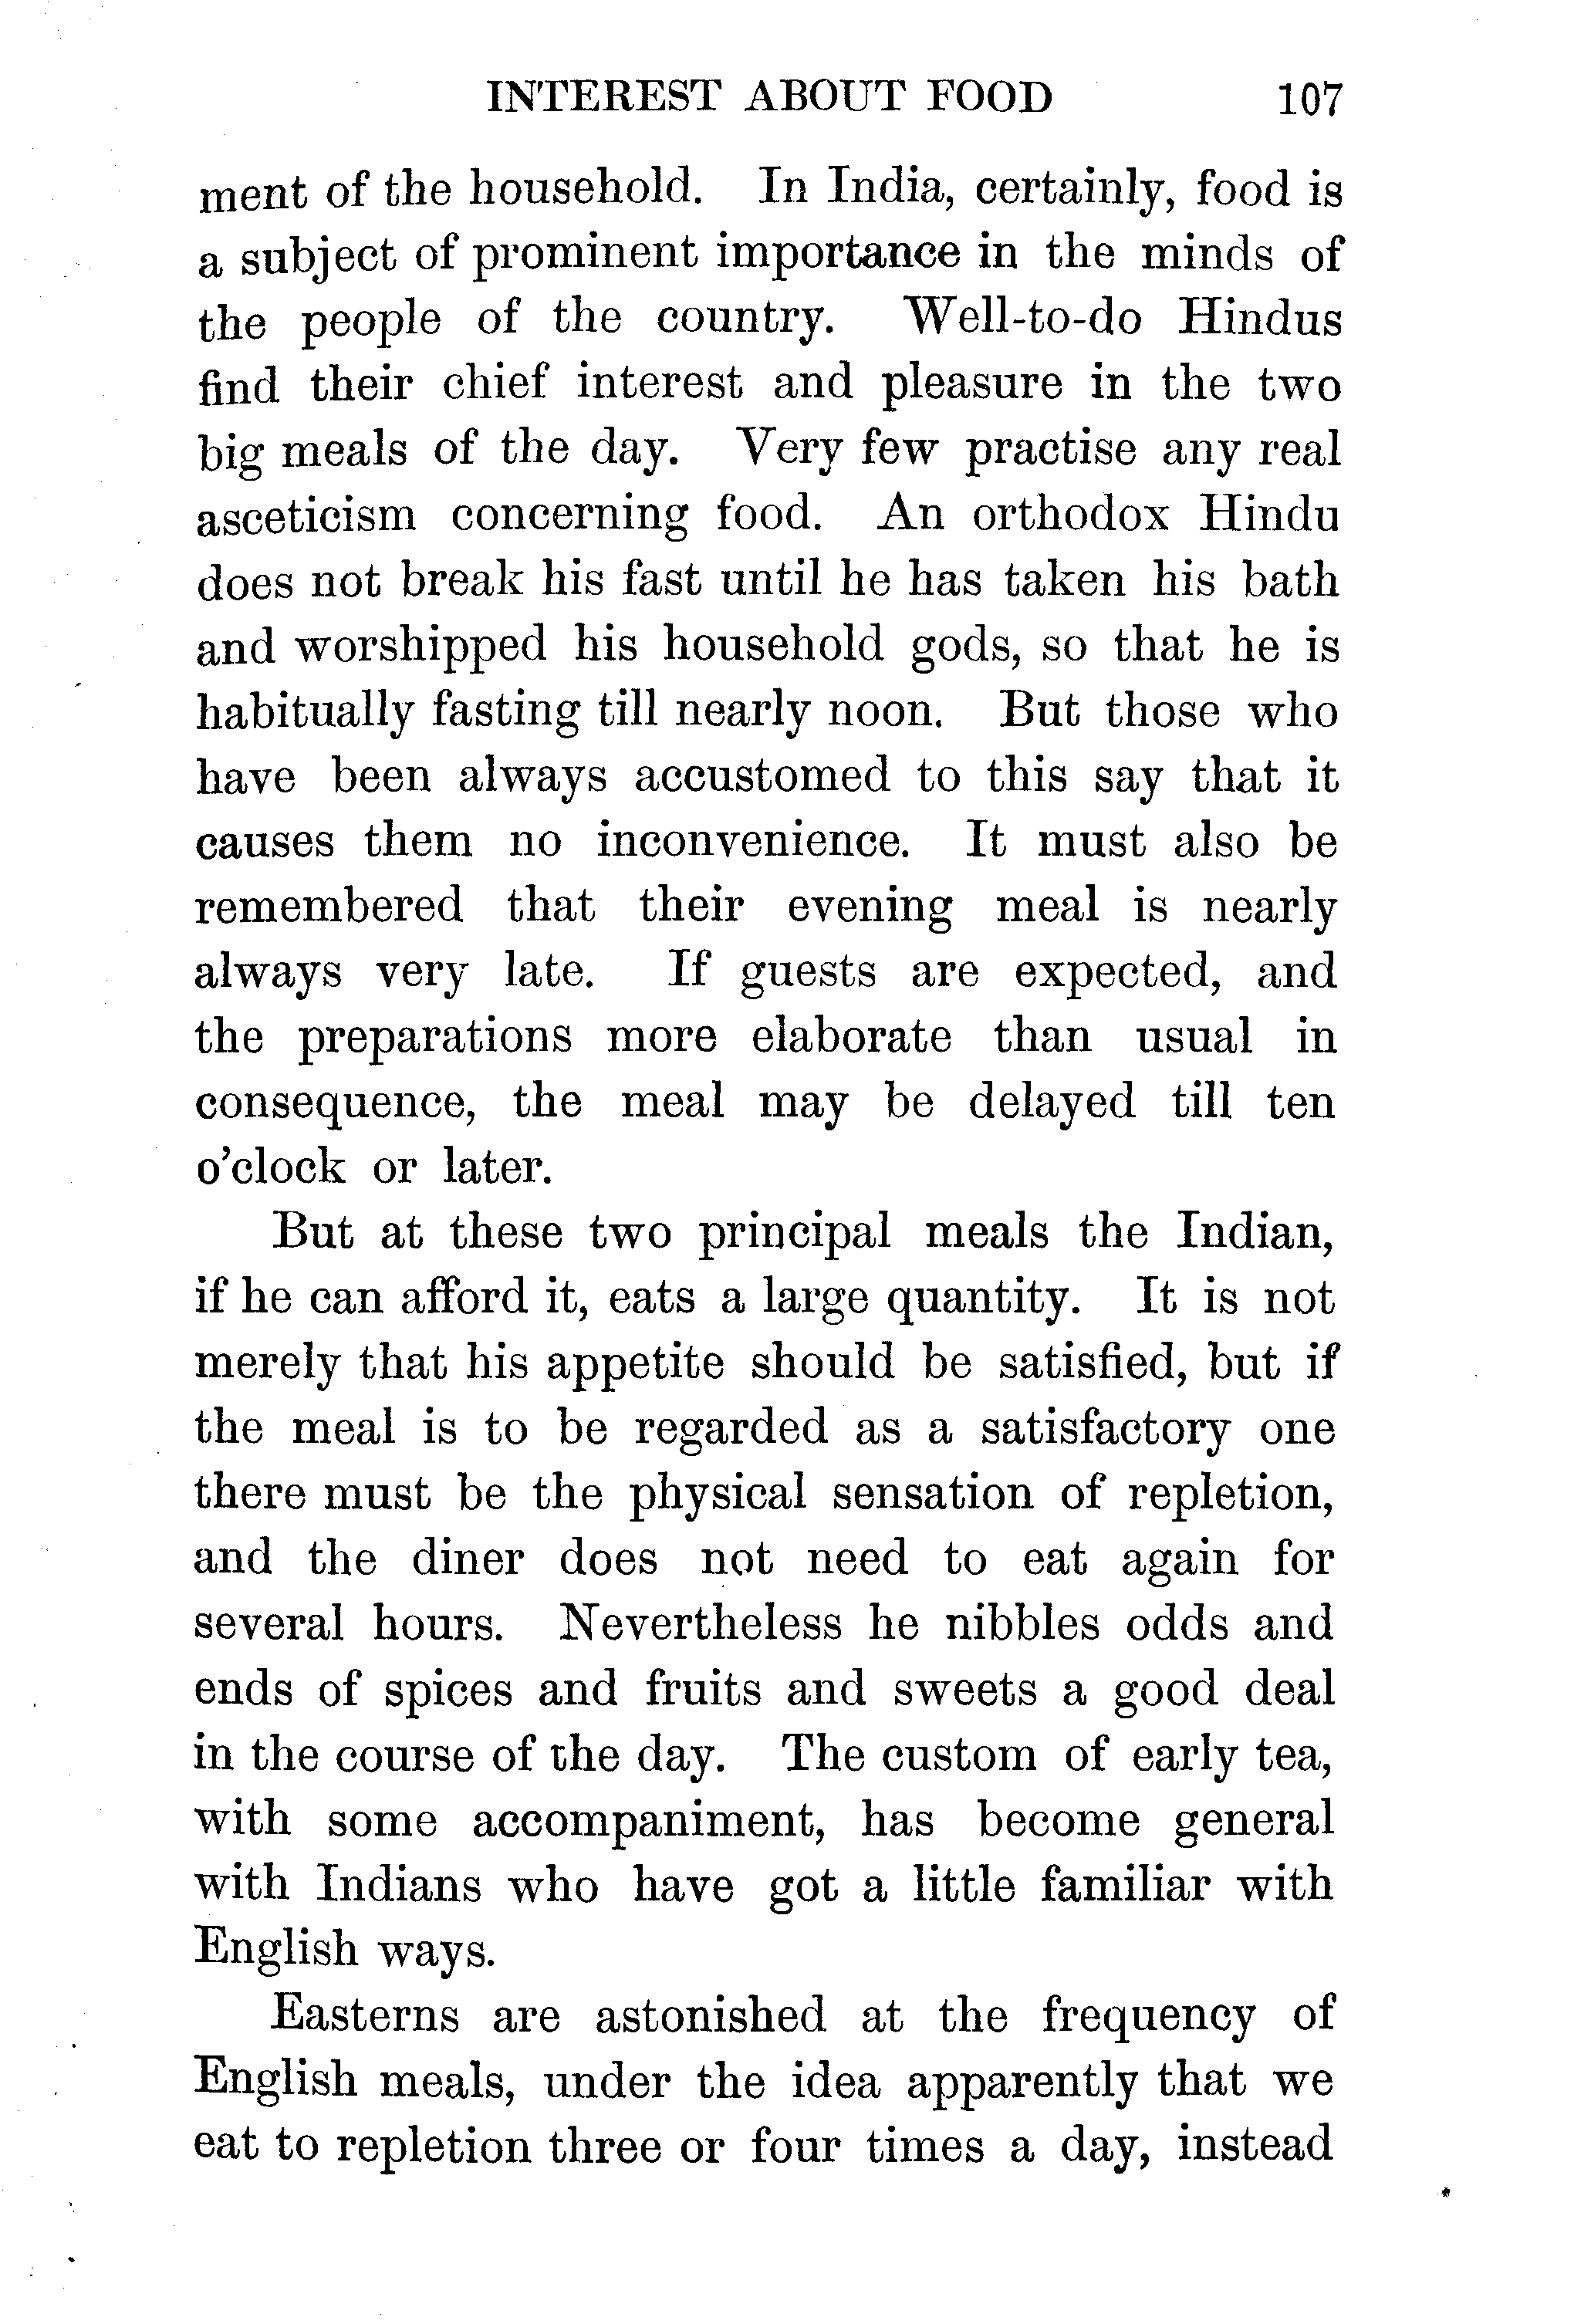 INTEREST ABOUT FOOD 107
ment of the household. In India, certainly, food is
a subject of prominent importance in the minds of
the people of the country. Well-to-do Hindus
find their chief interest and pleasure in the two
big meals of the day. Very few practise any real
asceticism concerning food. An orthodox Hindu
does not break his fast until he has taken his bath
and worshipped his household gods, so that he is
habitually fasting till nearly noon. But those who
have been always accustomed to this say that it
causes them no inconvenience. It must also be
remembered that their evening meal is nearly
always very late. If guests are expected, and
the preparations more elaborate than usual in
consequence, the meal may be delayed till ten
o'clock or later.
But at these two principal meals the Indian,
if he can afford it, eats a large quantity. It is not
merely that his appetite should be satisfied, but if
the meal is to be regarded as a satisfactory one
there must be the physical sensation of repletion,
and the diner does not need to eat again for
several hours. Nevertheless he nibbles odds and
ends of spices and fruits and sweets a good deal
in the course of the day. The custom of early tea,
with some accompaniment, has become general
with Indians who have got a little familiar with
English ways.
Easterns are astonished at the frequency of
English meals, under the idea apparently that we
eat to repletion three or four times a day, instead